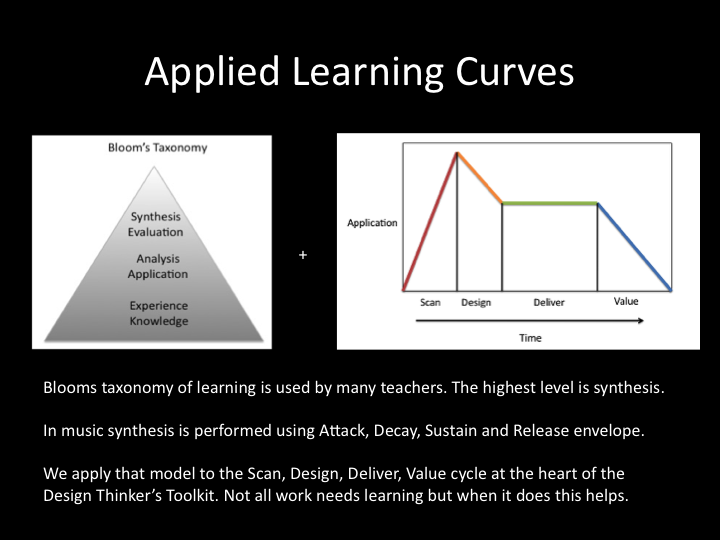 Applied Learning Curves
Bloom's Taxonomy
Synthesis
Evaluation
Analysis
Application
Experience
Knowledge
+
Application
Scan
Design
Deliver
Value
Time
Blooms taxonomy of learning is used by many teachers. The highest level is synthesis.
In music synthesis is performed using Attack, Decay, Sustain and Release envelope.
We apply that model to the Scan, Design, Deliver, Value cycle at the heart of the
Design Thinker's Toolkit. Not all work needs learning but when it does this helps.